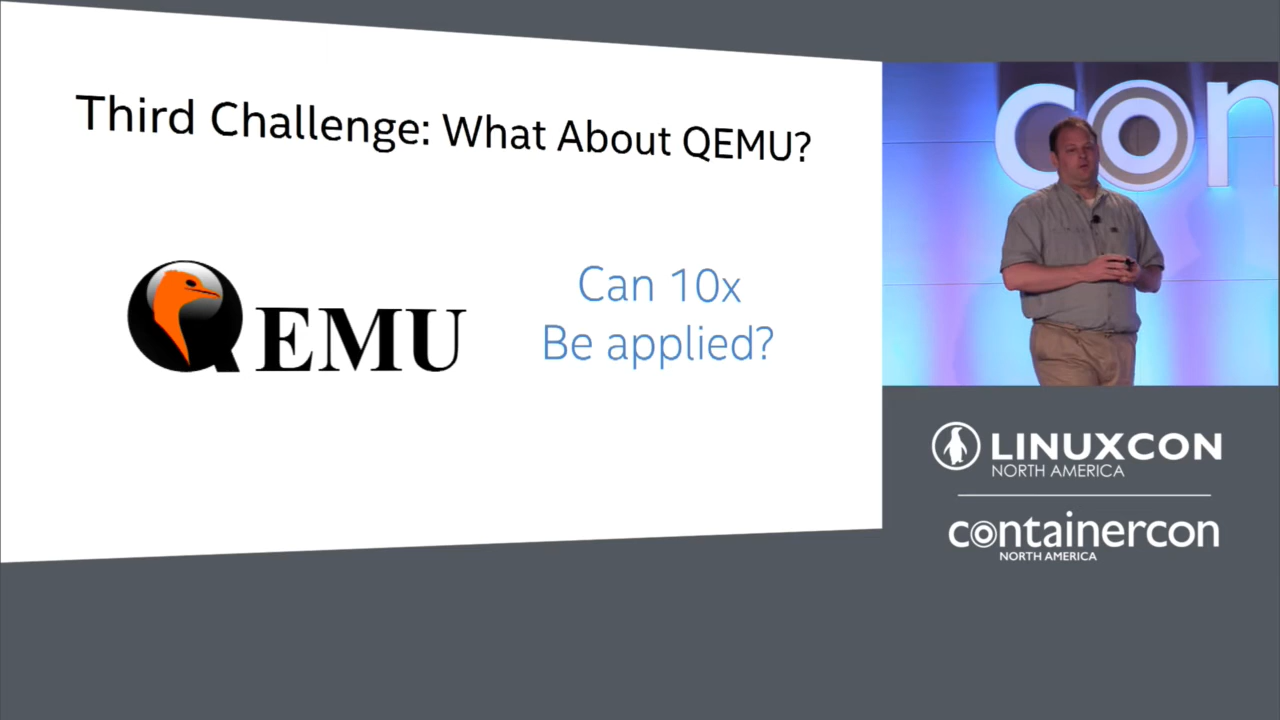 Third Challenge: What About QEMU?
QEMU
Can 10x
Be applied?
con
LINUXCON
NORTH AMERICA
containercon
NORTH AMERICA